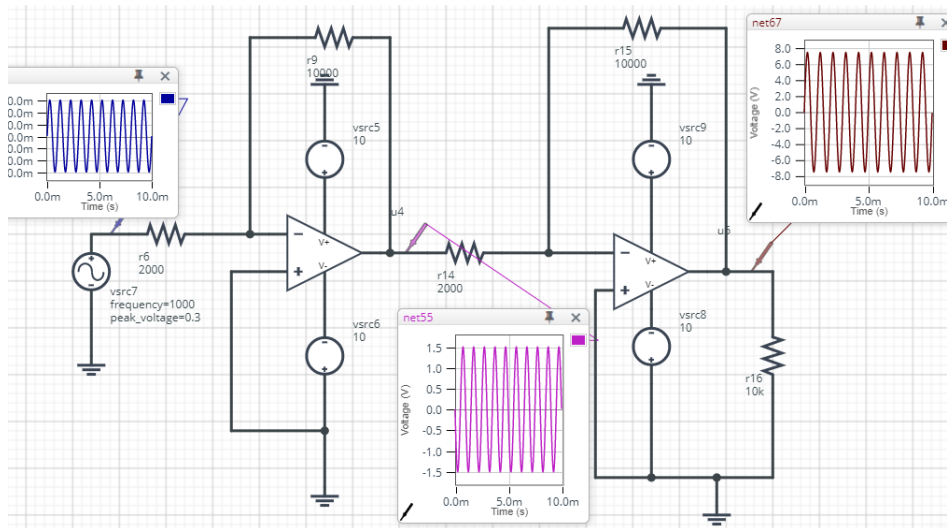 net67
8.0
6.0
4.0
2.0
0.0
-2.0
-4.0
-6.0
-8.0
Voltage (V)
0.0m
5.0m
10.0m
Time (s)
r9
10000
r15
10000
0.0m
0.0m
0.0m
0.0m
0.0m
0.0m
0.0m
5.0m
10.0m
Time (s)
vsrc5
10
vsrc9
10
u4
V+
V-
r6
2000
r14
2000
V+
V-
vsrc7
frequency=1000
peak_voltage=0.3
vsrc6
10
vsrc8
10
net55
1.5
1.0
0.5
0.0
-0.5
-1.0
-1.5
Voltage (V)
0.0m
5.0m
10.0m
Time (s)
r16
10k